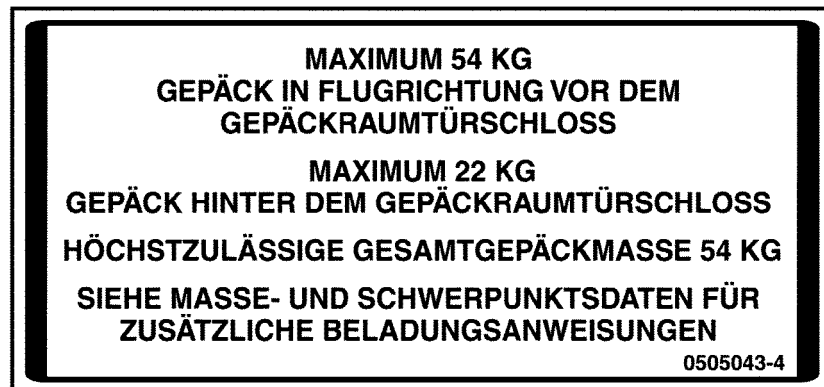 MAXIMUM 54 KG
GEPÄCK IN FLUGRICHTUNG VOR DEM
GEPÄCKRAUMTÜRSCHLOSS
MAXIMUM 22 KG
GEPÄCK HINTER DEM GEPÄCKRAUMTÜRSCHLOSS
HÖCHSTZULÄSSIGE GESAMTGEPÄCKMASSE 54 KG
SIEHE MASSE- UND SCHWERPUNKTSDATEN FÜR
ZUSÄTZLICHE BELADUNGSANWEISUNGEN
0505043-4